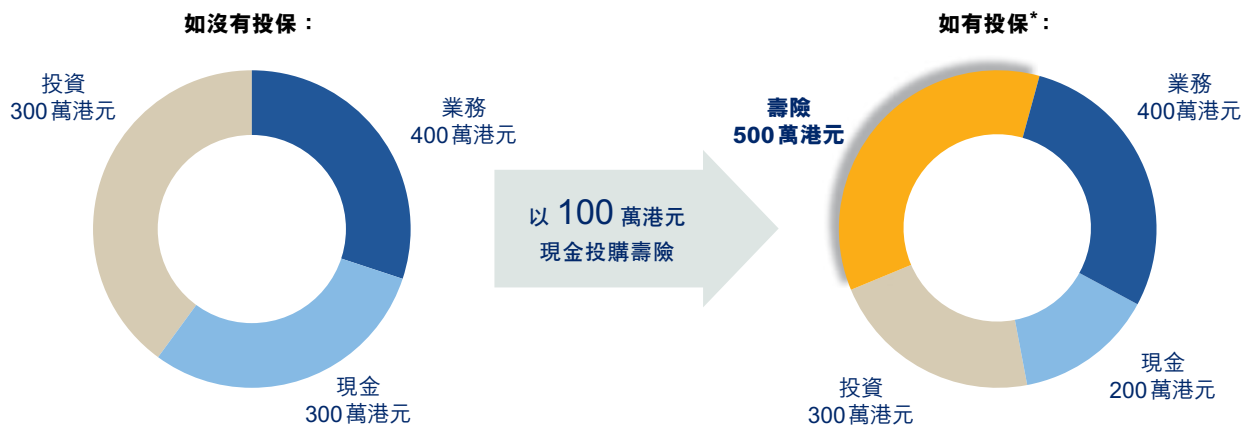 如沒有投保：
投資
300萬港元
業務
400萬港元
現金
300萬港元
以 100 萬港元
現金投購壽險
如有投保*：
壽險
500萬港元
業務
400萬港元
投資
300萬港元
現金
200萬港元